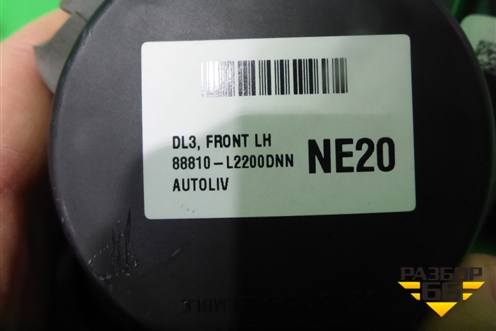 DL3, FRONT LH
88810-L2200DNN
NE20
AUTOLIV
РАЗБОР
66